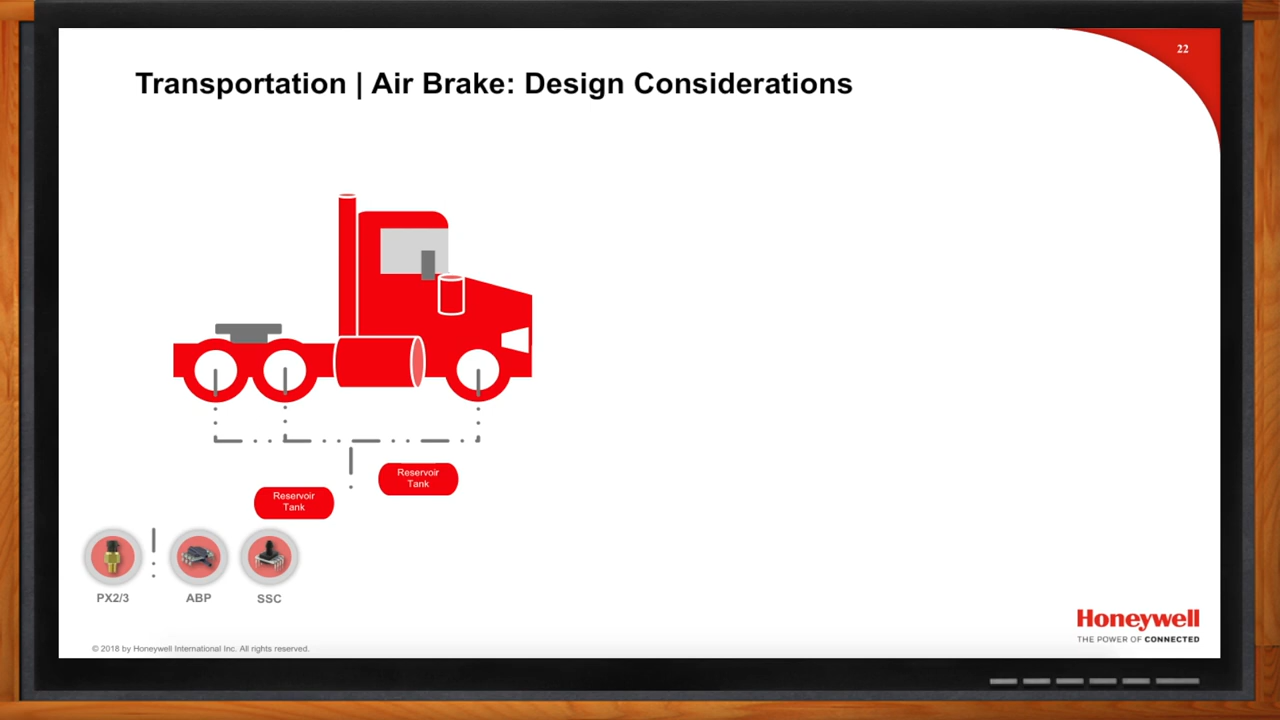 22
Transportation | Air Brake: Design Considerations
Reservoir
Tank
Reservoir
Tank
PX2/3
ABP
SSC
Honeywell
THE POWER OF CONNECTED
© 2018 by Honeywell International Inc. All rights reserved.